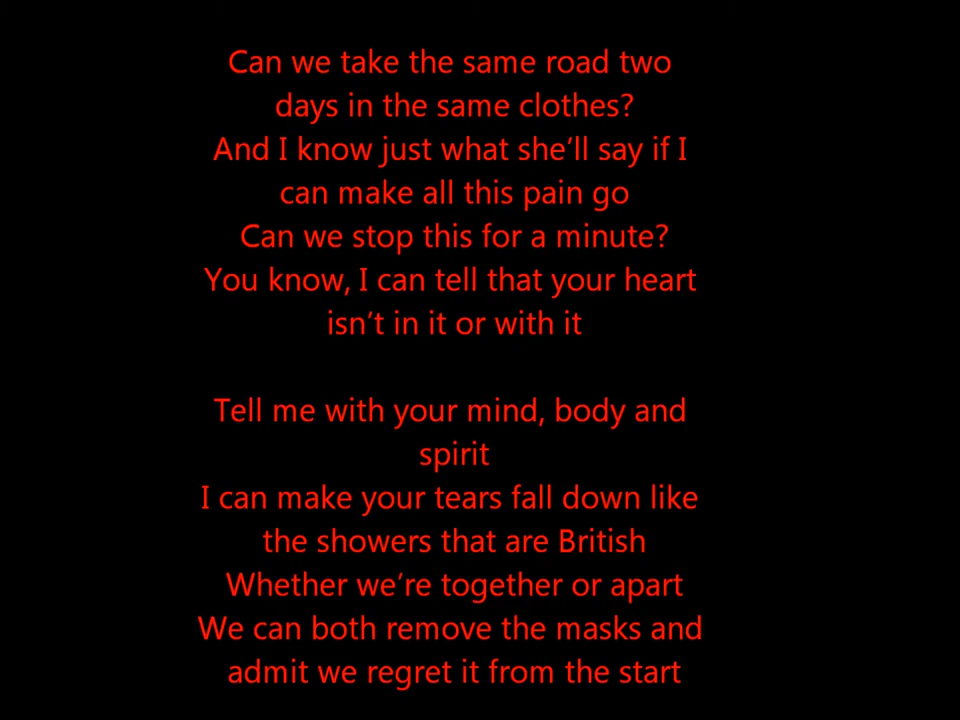 Can we take the same road two
days in the same clothes?
And I know just what she'll say if I
can make all this pain go
Can we stop this for a minute?
You know, I can tell that your heart
isn't in it or with it
Tell me with your mind, body and
spirit
I can make your tears fall down like
the showers that are British
Whether we're together or apart
We can both remove the masks and
admit we regret it from the start